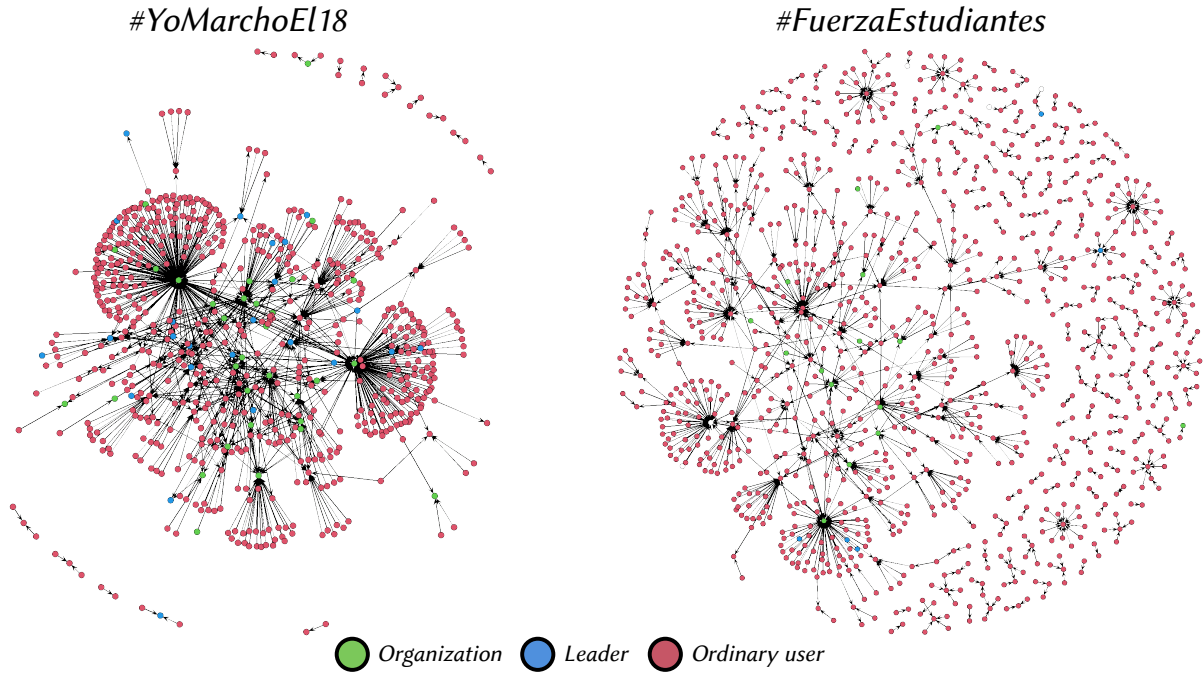 #YoMarchoEl18
#FuerzaEstudiantes
Organization
Leader
Ordinary user